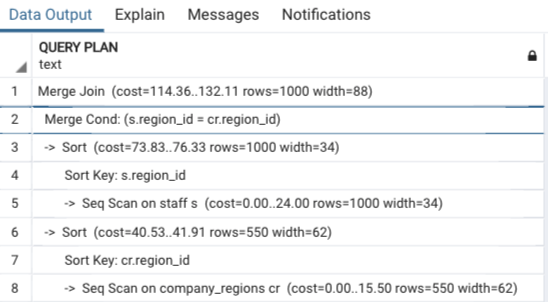 Data Output Explain Messages Notifications
QUERY PLAN
text
1 Merge Join (cost=114.36..132.11 rows=1000 width=88)
2 Merge Cond: (s.region_id = cr.region_id)
3 -> Sort (cost=73.83..76.33 rows=1000 width=34)
4 Sort Key: s.region_id
5 -> Seq Scan on staff s (cost=0.00..24.00 rows=1000 width=34)
6 -> Sort (cost=40.53..41.91 rows=550 width=62)
7 Sort Key: cr.region_id
8 -> Seq Scan on company_regions cr (cost=0.00..15.50 rows=550 width=62)